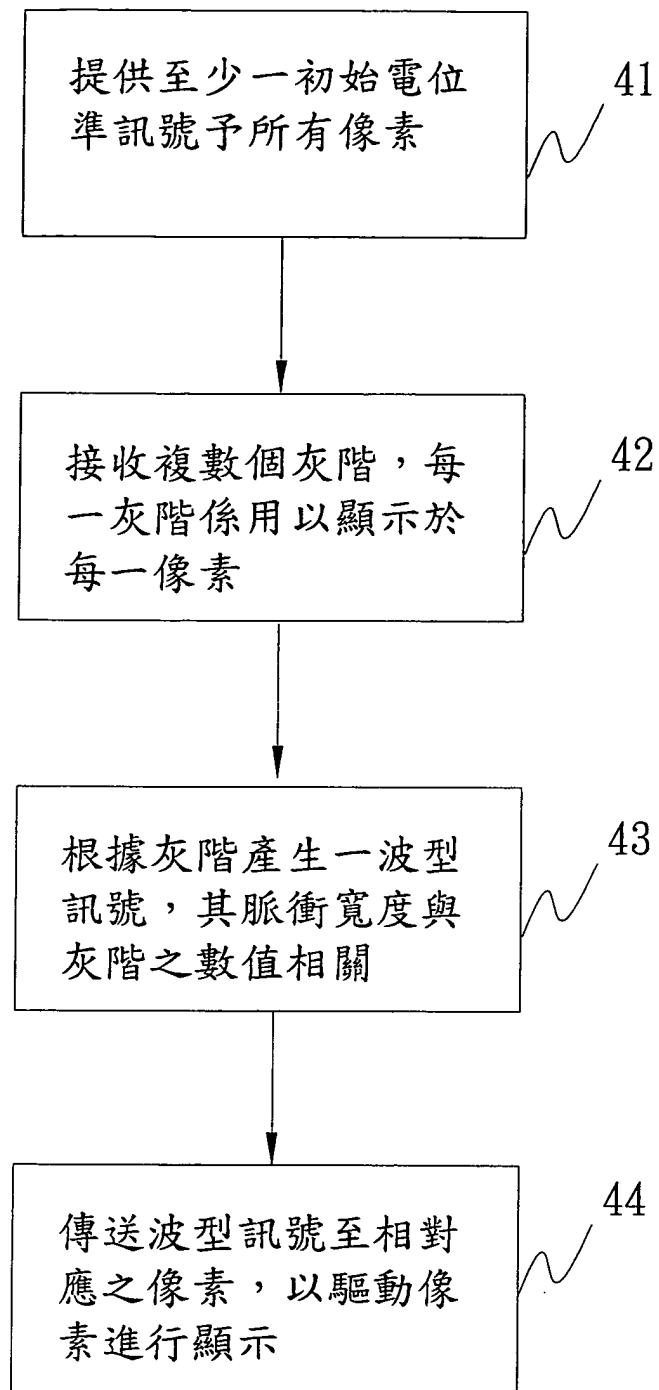 提供至少一初始電位
準訊號予所有像素
41
接收複數個灰階，每
一灰階係用以顯示於
每一像素
42
根據灰階產生一波型
訊號，其脈衝寬度與
灰階之數值相關
43
傳送波型訊號至相對
應之像素，以驅動像
素進行顯示
44